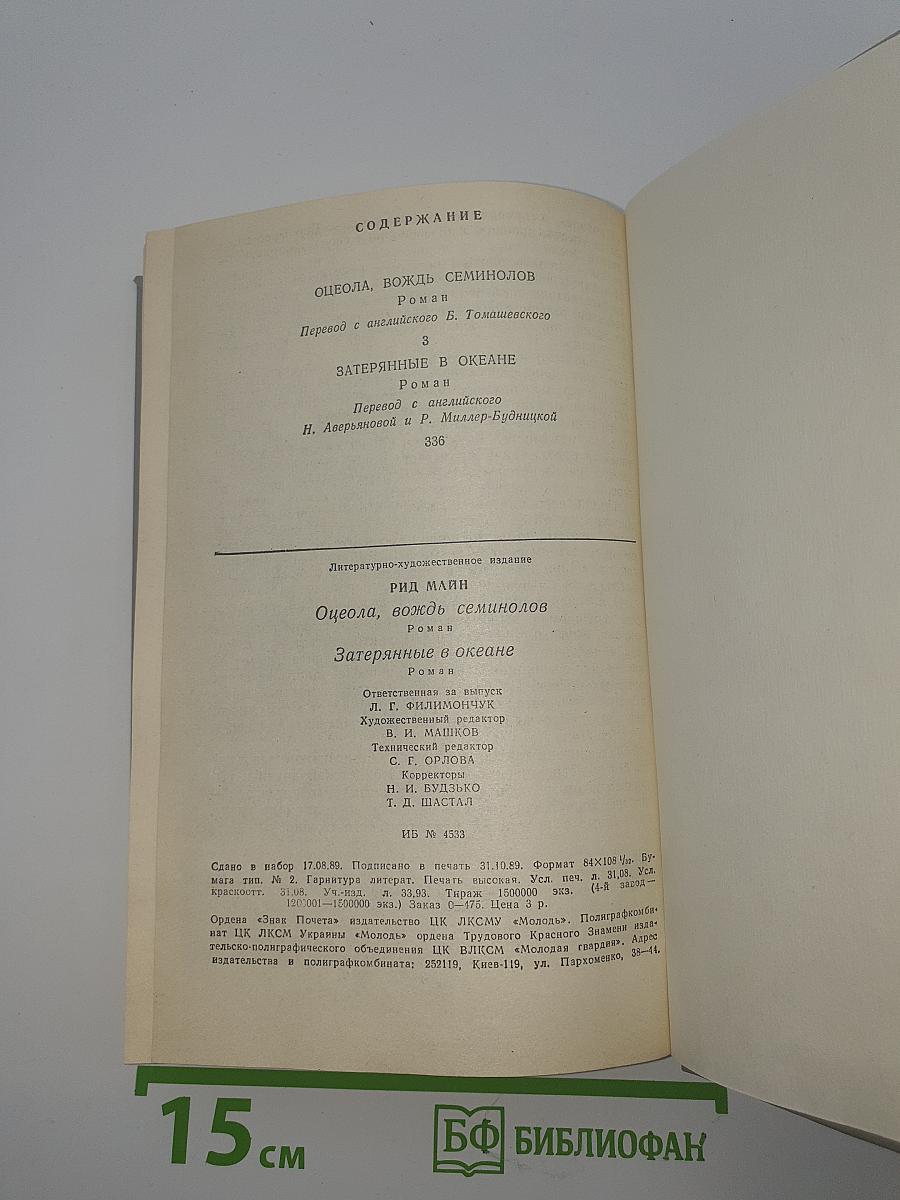 СОДЕРЖАНИЕ
ОЦЕОЛА, ВОЖДЬ СЕМИНОЛОВ
Роман
Перевод с английского Б. Томашевского
3
ЗАТЕРЯННЫЕ В ОКЕАНЕ
Роман
Перевод с английского
Н. Аверьяновой и Р. Миллер-Будницкой
336
Литературно-художественное издание
РИД МАЙН
Оцеола, вождь семинолов
Роман
Затерянные в океане
Роман
Ответственная за выпуск
Л. Г. ФИЛИМОНЧУК
Художественный редактор
В. И. МАШКОВ
Технический редактор
С. Г. ОРЛОВА
Корректоры
Н. И. БУДЗЬКО
Т. Д. ШАСТАЛ
ИБ № 4533
Сдано в набор 17.08.89. Подписано в печать 31.10.89. Формат 84×108 1/32. Бу-
мага тип. № 2. Гарнитура литерат. Печать высокая. Усл. печ. л. 31,08. Усл.
краскоотт. 31,08. Уч.-изд. л. 33,93. Тираж 1500000 экз. (4-й завод —
1200001—1500000 экз.) Заказ 0—475. Цена 3 р.
Ордена «Знак Почета» издательство ЦК ЛКСМУ «Молодь». Полиграфкомби-
нат ЦК ЛКСМ Украины «Молодь» ордена Трудового Красного Знамени изда-
тельско-полиграфического объединения ЦК ВЛКСМ «Молодая гвардия». Адрес
издательства и полиграфкомбината: 252119, Киев-119, ул. Пархоменко, 38—44.
15 см
БФ БИБЛИОФАН